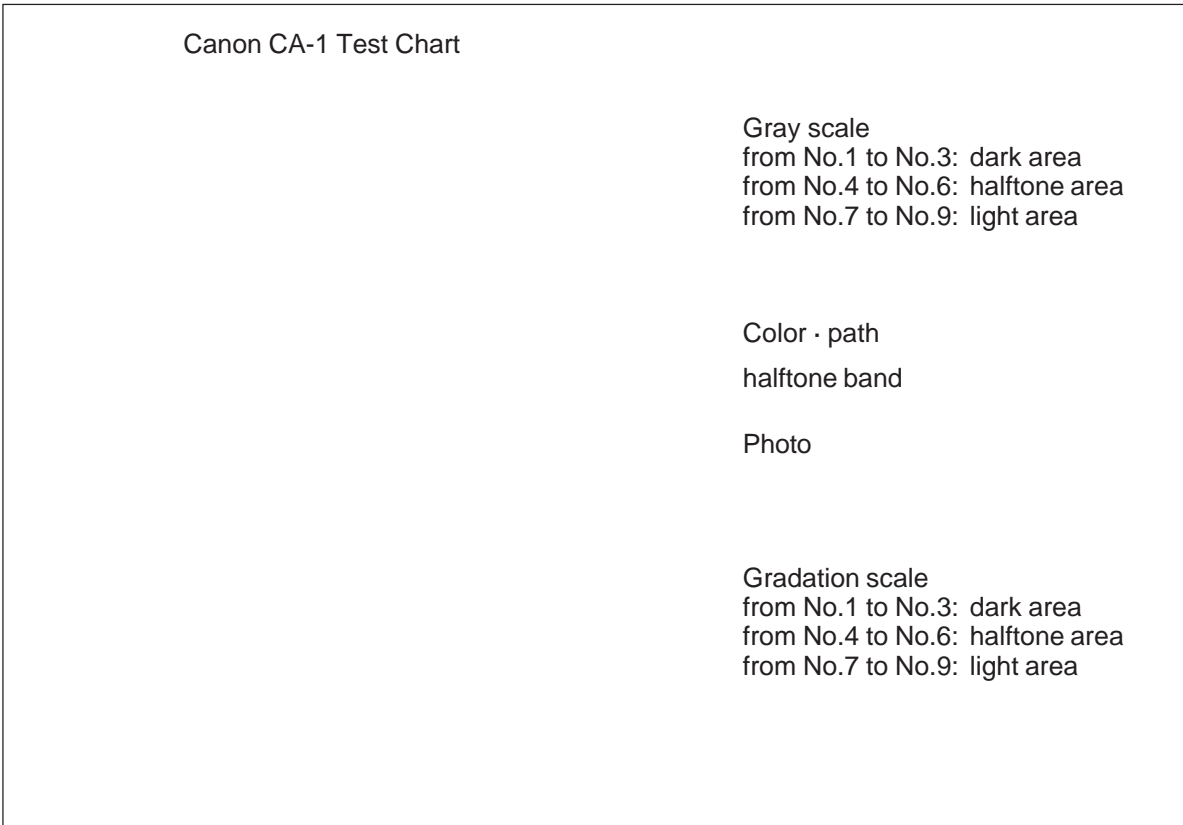 Canon CA-1 Test Chart
Gray scale
from No.1 to No.3: dark area
from No.4 to No.6: halftone area
from No.7 to No.9: light area
Color · path
halftone band
Photo
Gradation scale
from No.1 to No.3: dark area
from No.4 to No.6: halftone area
from No.7 to No.9: light area